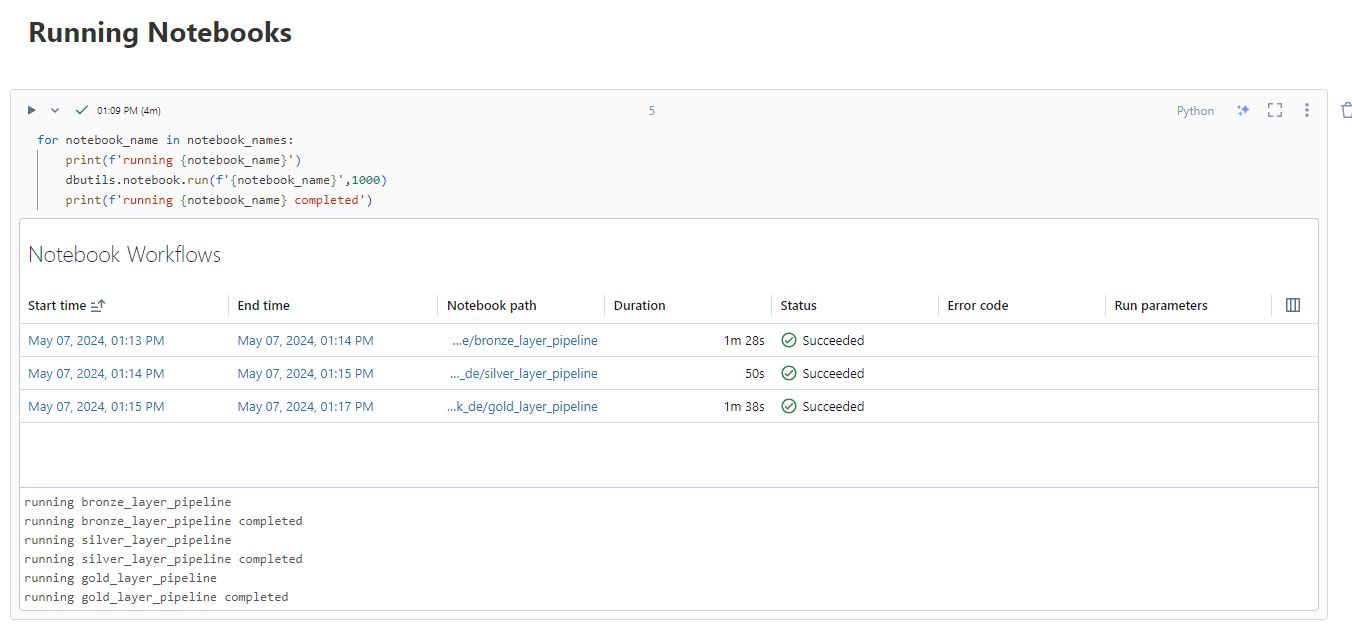 Running Notebooks
01:09 PM (4m)
5
Python
for notebook_name in notebook_names:
print(f'running {notebook_name}')
dbutils.notebook.run(f'{notebook_name}',1000)
print(f'running {notebook_name} completed')
Notebook Workflows
Start time End time Notebook path Duration Status Error code Run parameters
May 07, 2024, 01:13 PM May 07, 2024, 01:14 PM ...e/bronze_layer_pipeline 1m 28s Succeeded
May 07, 2024, 01:14 PM May 07, 2024, 01:15 PM ..._de/silver_layer_pipeline 50s Succeeded
May 07, 2024, 01:15 PM May 07, 2024, 01:17 PM ...k_de/gold_layer_pipeline 1m 38s Succeeded
running bronze_layer_pipeline
running bronze_layer_pipeline completed
running silver_layer_pipeline
running silver_layer_pipeline completed
running gold_layer_pipeline
running gold_layer_pipeline completed